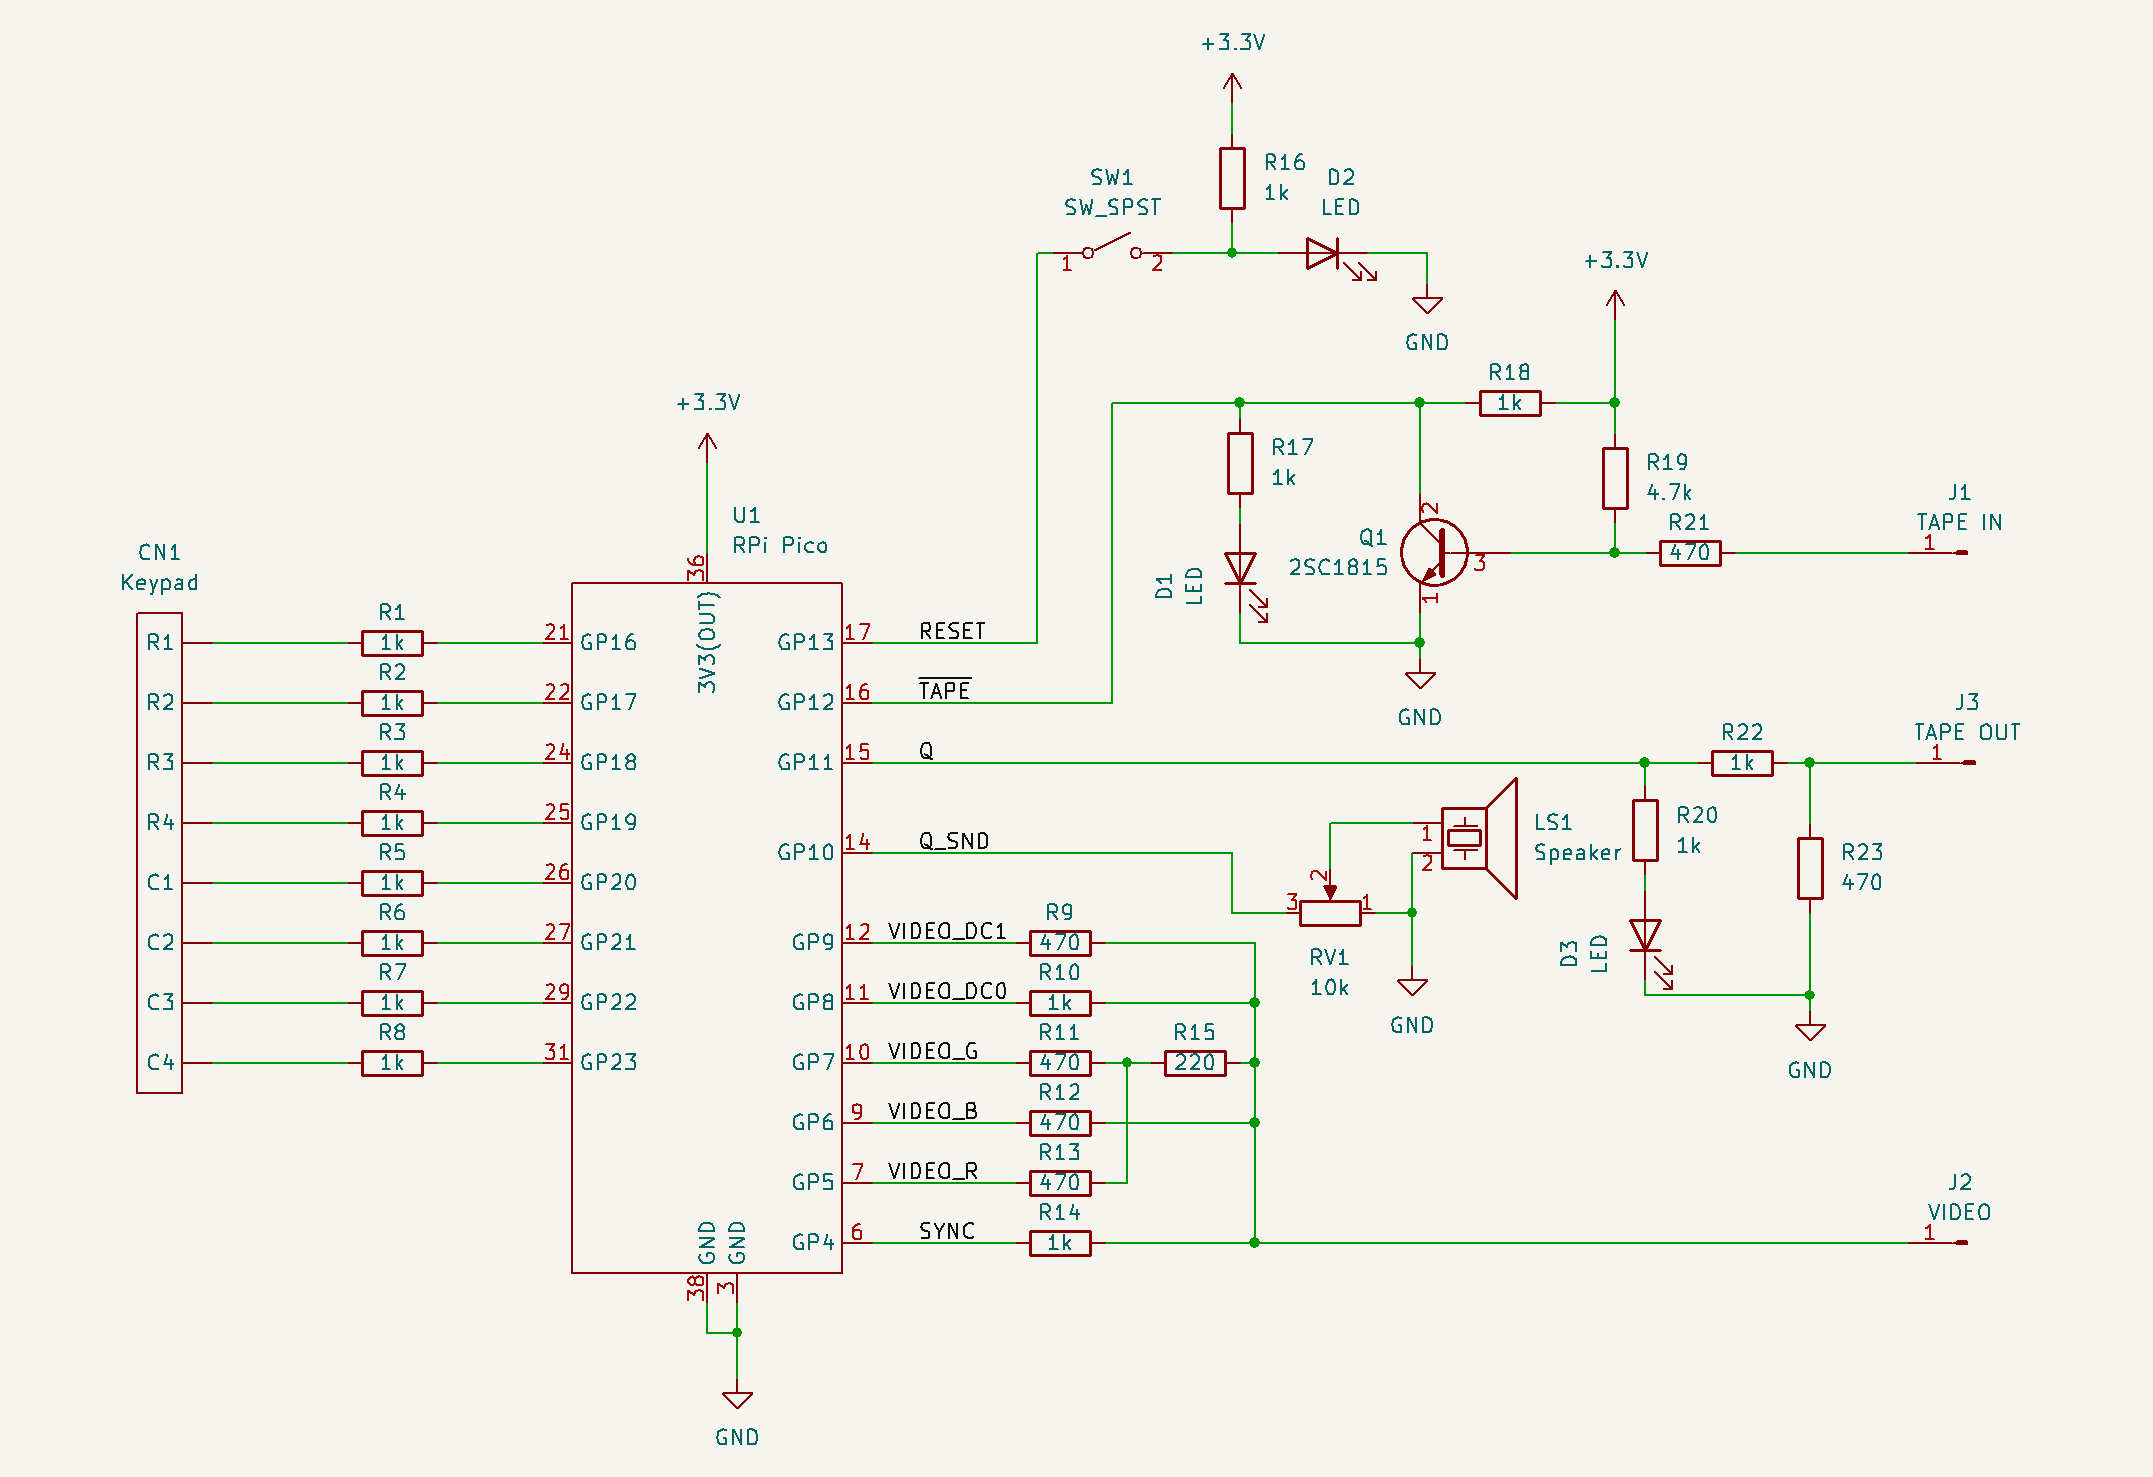 +3.3V
R16
1k
SW1
SW_SPST
D2
LED
1
2
GND
+3.3V
R18
1k
+3.3V
R17
1k
R19
4.7k
J1
TAPE IN
1
R21
470
Q1
2SC1815
2
3
1
D1
LED
GND
U1
RPi Pico
36
3V3(OUT)
CN1
Keypad
R1
R1
1k
21
GP16
GP13
17
RESET
R2
R2
1k
22
GP17
GP12
16
TAPE
R3
R3
1k
24
GP18
GP11
15
Q
R22
1k
J3
TAPE OUT
1
R4
R4
1k
25
GP19
GP10
14
Q_SND
1
2
LS1
Speaker
R20
1k
R23
470
C1
R5
1k
26
GP20
3
2
1
RV1
10k
GND
D3
LED
GND
C2
R6
1k
27
GP21
GP9
12
VIDEO_DC1
R9
470
C3
R7
1k
29
GP22
GP8
11
VIDEO_DC0
R10
1k
C4
R8
1k
31
GP23
GP7
10
VIDEO_G
R11
470
R15
220
GP6
9
VIDEO_B
R12
470
GP5
7
VIDEO_R
R13
470
GP4
6
SYNC
R14
1k
J2
VIDEO
1
GND
GND
38
3
GND